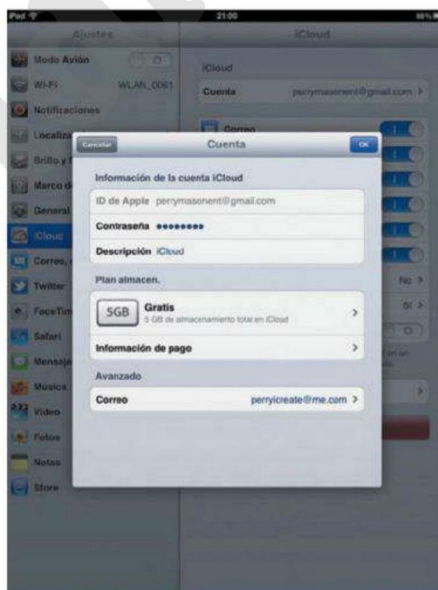 iPad
21:00
Ajustes
iCloud
Modo Avión
Wi-Fi WLAN_0061
Notificaciones
Localiza
Brillo y f
Marco d
General
iCloud
Correo,
Twitter
FaceTim
Safari
Mensaje
Música
Vídeo
Fotos
Notas
Store
iCloud
Cuenta perrymasonent@gmail.com
Correo
No
Sí
Cancelar
Cuenta
OK
Información de la cuenta iCloud
ID de Apple perrymasonent@gmail.com
Contraseña ●●●●●●●●
Descripción iCloud
Plan almacen.
5GB Gratis
5 GB de almacenamiento total en iCloud
Información de pago
Avanzado
Correo perryicreate@me.com